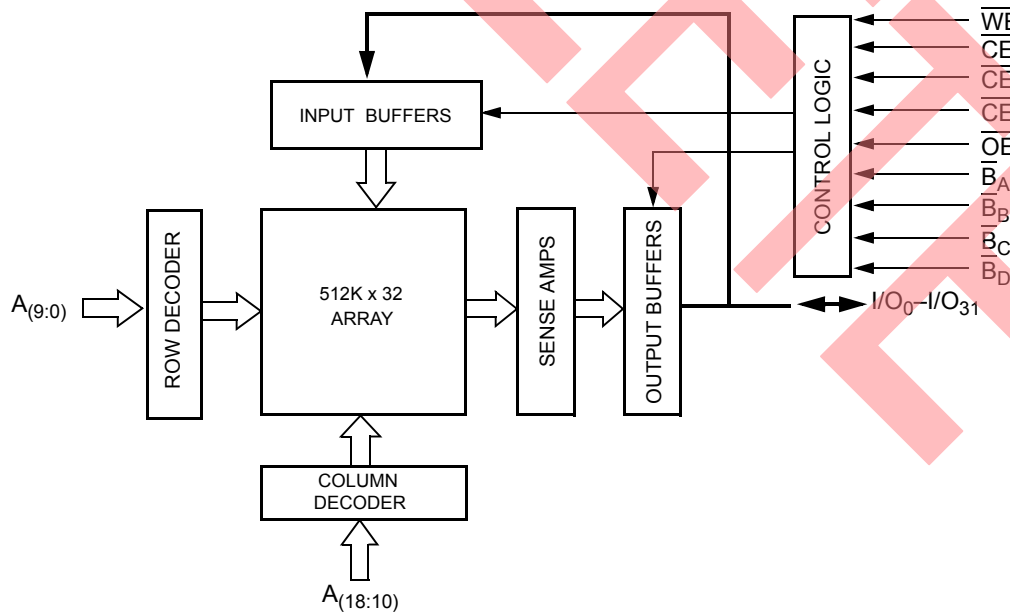 W̅E̅
C̅E̅
C̅E̅
C̅E̅
O̅E̅
B̅A
B̅B
B̅C
B̅D
CONTROL LOGIC
INPUT BUFFERS
A(9:0)
ROW DECODER
512K x 32
ARRAY
SENSE AMPS
OUTPUT BUFFERS
I/O0–I/O31
COLUMN
DECODER
A(18:10)